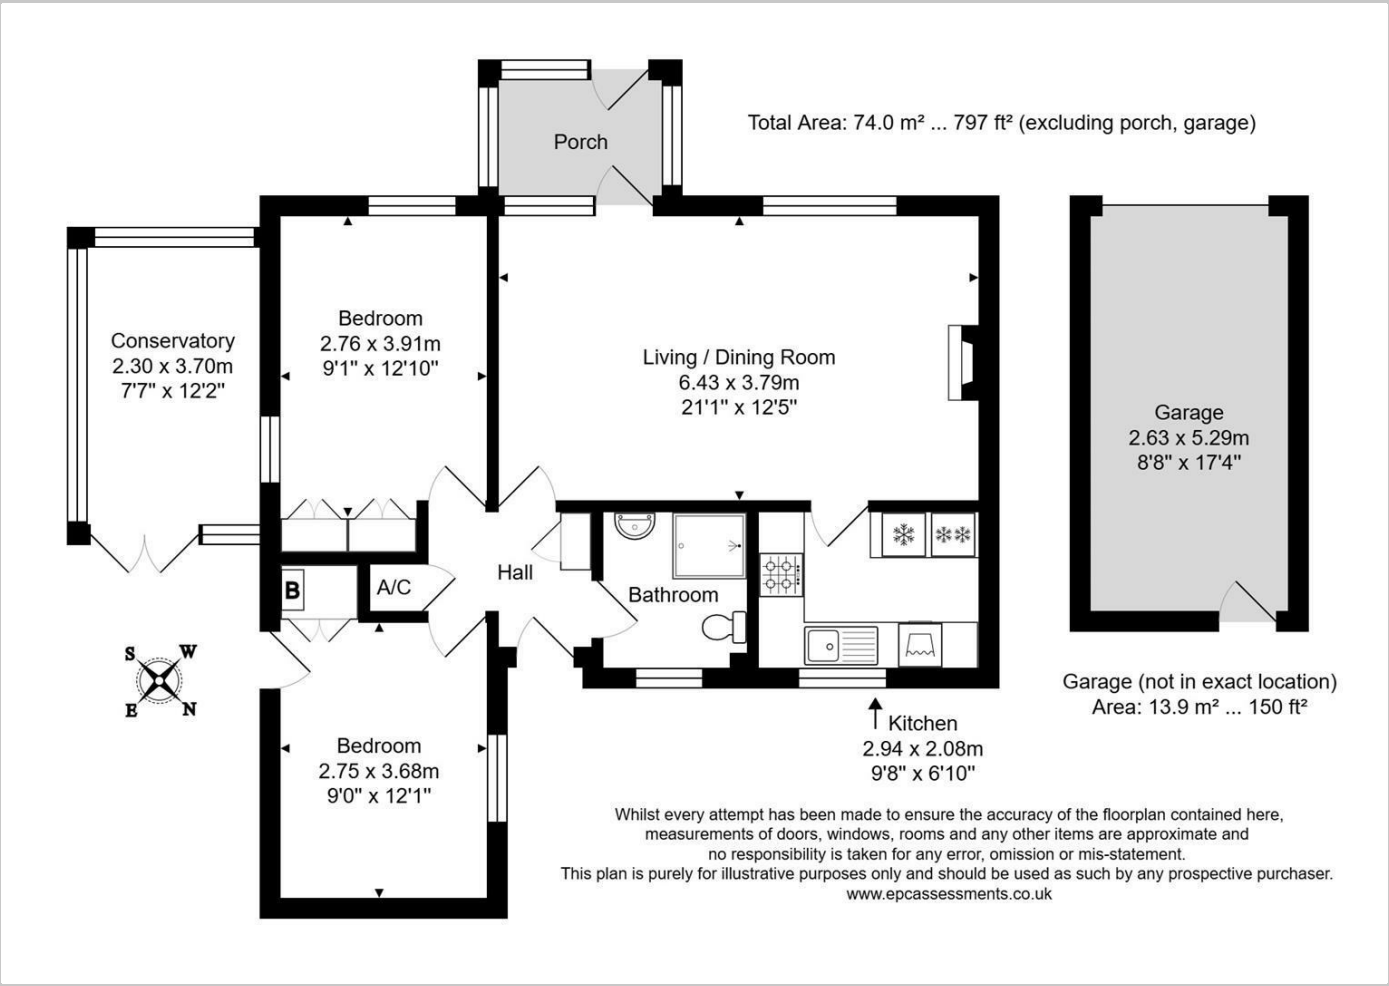 Porch
Total Area: 74.0 m² ... 797 ft² (excluding porch, garage)
Conservatory
2.30 x 3.70m
7'7" x 12'2"
Bedroom
2.76 x 3.91m
9'1" x 12'10"
Living / Dining Room
6.43 x 3.79m
21'1" x 12'5"
Garage
2.63 x 5.29m
8'8" x 17'4"
B
A/C
Hall
Bathroom
S W
E N
Garage (not in exact location)
Area: 13.9 m² ... 150 ft²
Kitchen
2.94 x 2.08m
9'8" x 6'10"
Bedroom
2.75 x 3.68m
9'0" x 12'1"
Whilst every attempt has been made to ensure the accuracy of the floorplan contained here,
measurements of doors, windows, rooms and any other items are approximate and
no responsibility is taken for any error, omission or mis-statement.
This plan is purely for illustrative purposes only and should be used as such by any prospective purchaser.
www.epcassessments.co.uk